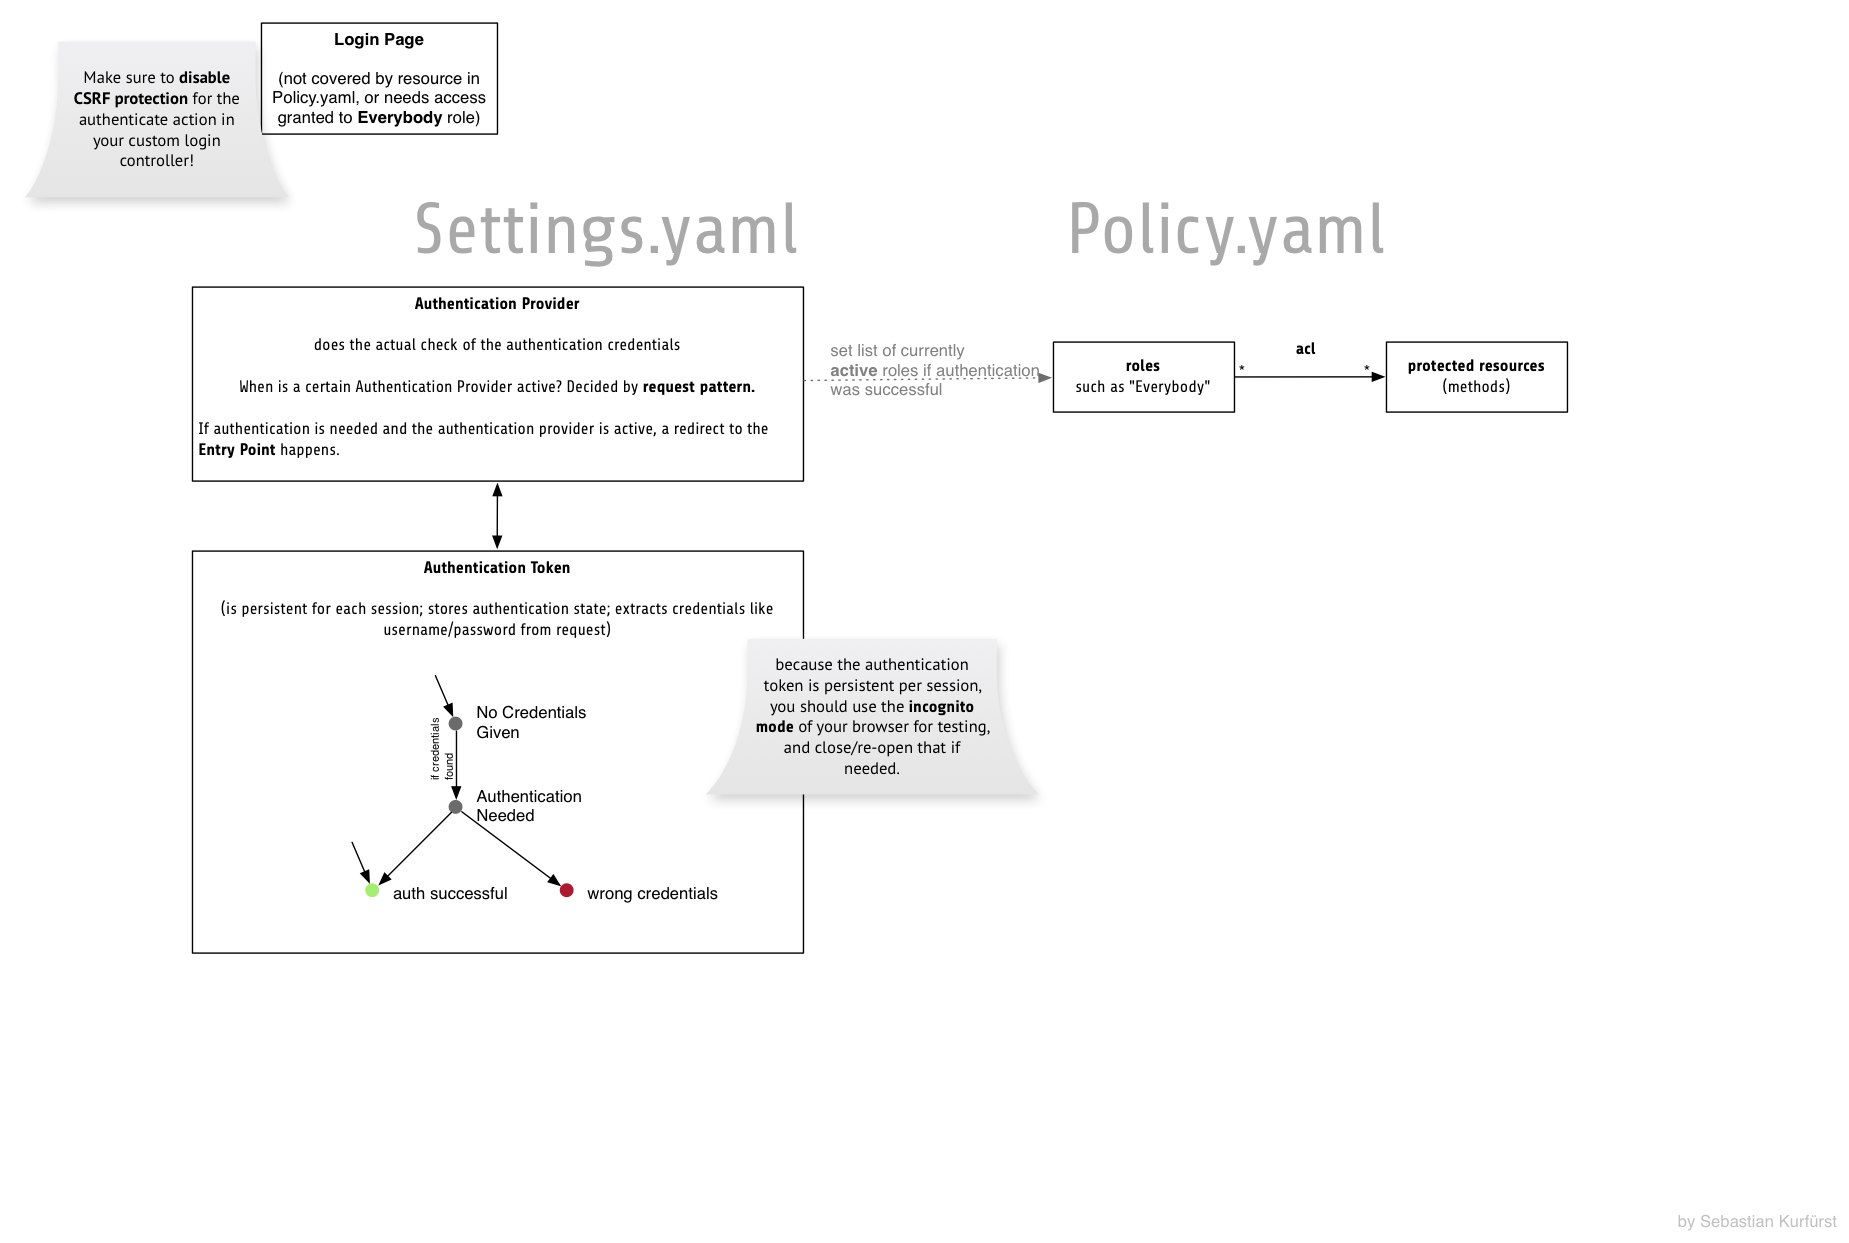 Login Page
(not covered by resource in
Policy.yaml, or needs access
granted to Everybody role)
Make sure to disable
CSRF protection for the
authenticate action in
your custom login
controller!
Settings.yaml
Policy.yaml
Authentication Provider
does the actual check of the authentication credentials
When is a certain Authentication Provider active? Decided by request pattern.
If authentication is needed and the authentication provider is active, a redirect to the
Entry Point happens.
set list of currently
active roles if authentication
was successful
roles
such as "Everybody"
acl
* *
protected resources
(methods)
Authentication Token
(is persistent for each session; stores authentication state; extracts credentials like
username/password from request)
No Credentials
Given
if credentials
found
Authentication
Needed
auth successful
wrong credentials
because the authentication
token is persistent per session,
you should use the incognito
mode of your browser for testing,
and close/re-open that if
needed.
by Sebastian Kurfürst